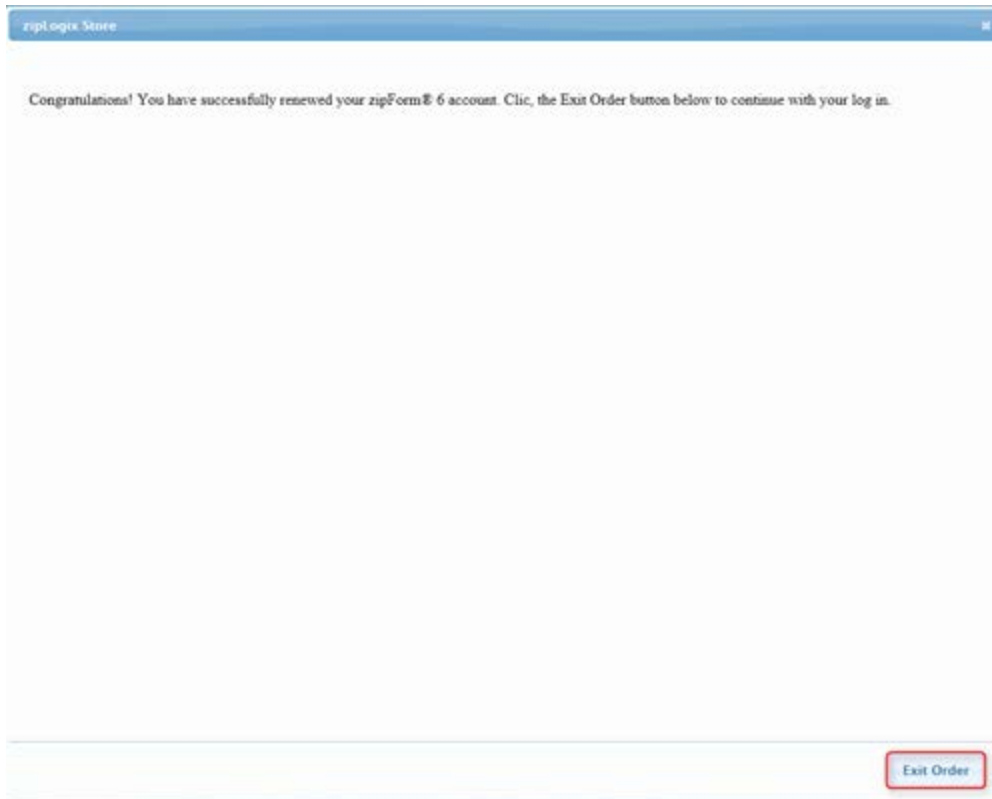 zipLogix Store
Congratulations! You have successfully renewed your zipForm® 6 account. Clic, the Exit Order button below to continue with your log in.
Exit Order